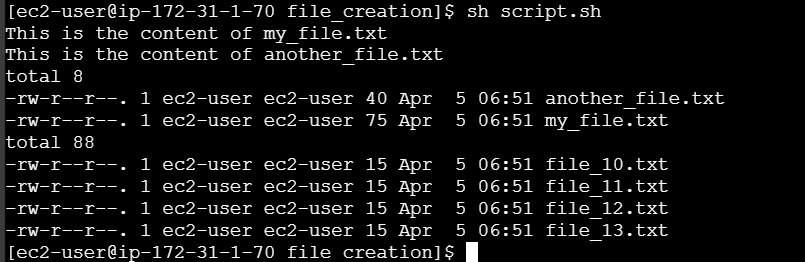 [ec2-user@ip-172-31-1-70 file_creation]$ sh script.sh
This is the content of my_file.txt
This is the content of another_file.txt
total 8
-rw-r--r--. 1 ec2-user ec2-user 40 Apr  5 06:51 another_file.txt
-rw-r--r--. 1 ec2-user ec2-user 75 Apr  5 06:51 my_file.txt
total 88
-rw-r--r--. 1 ec2-user ec2-user 15 Apr  5 06:51 file_10.txt
-rw-r--r--. 1 ec2-user ec2-user 15 Apr  5 06:51 file_11.txt
-rw-r--r--. 1 ec2-user ec2-user 15 Apr  5 06:51 file_12.txt
-rw-r--r--. 1 ec2-user ec2-user 15 Apr  5 06:51 file_13.txt
[ec2-user@ip-172-31-1-70 file creation]$